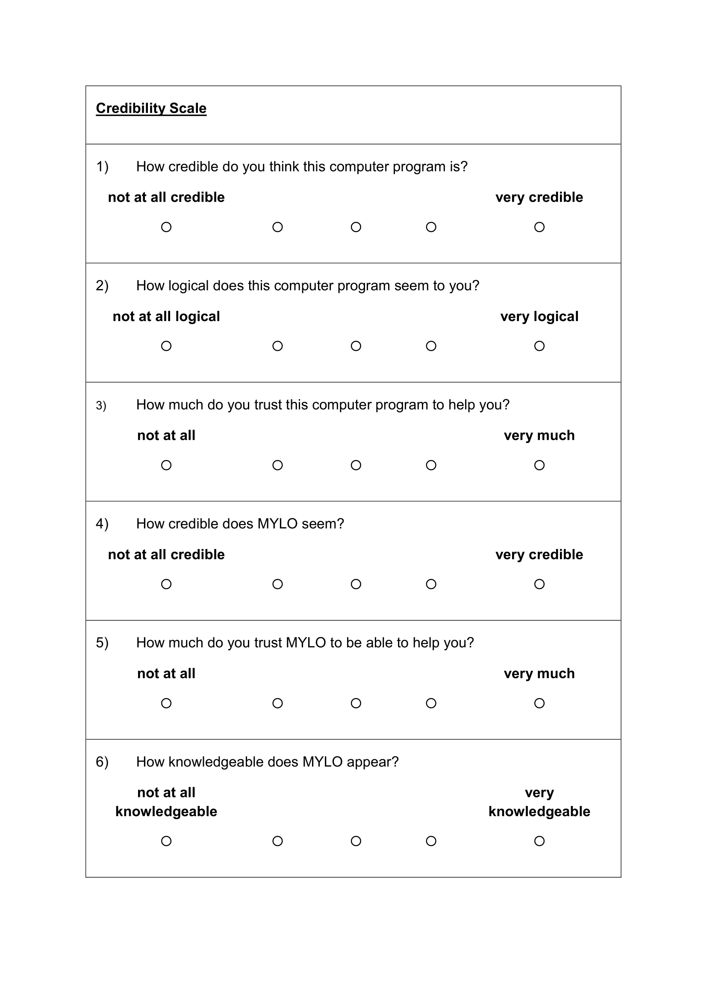 Credibility Scale
1) How credible do you think this computer program is?
not at all credible very credible
2) How logical does this computer program seem to you?
not at all logical very logical
3) How much do you trust this computer program to help you?
not at all very much
4) How credible does MYLO seem?
not at all credible very credible
5) How much do you trust MYLO to be able to help you?
not at all very much
6) How knowledgeable does MYLO appear?
not at all very
knowledgeable knowledgeable